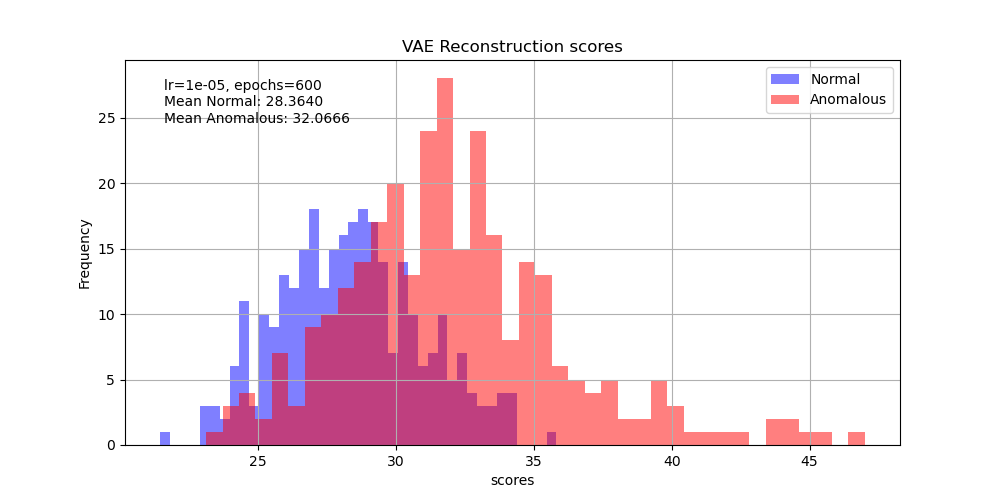 VAE Reconstruction scores
lr=1e-05, epochs=600
Mean Normal: 28.3640
Mean Anomalous: 32.0666
Normal
Anomalous
Frequency
25
20
15
10
5
0
25 30 35 40 45
scores